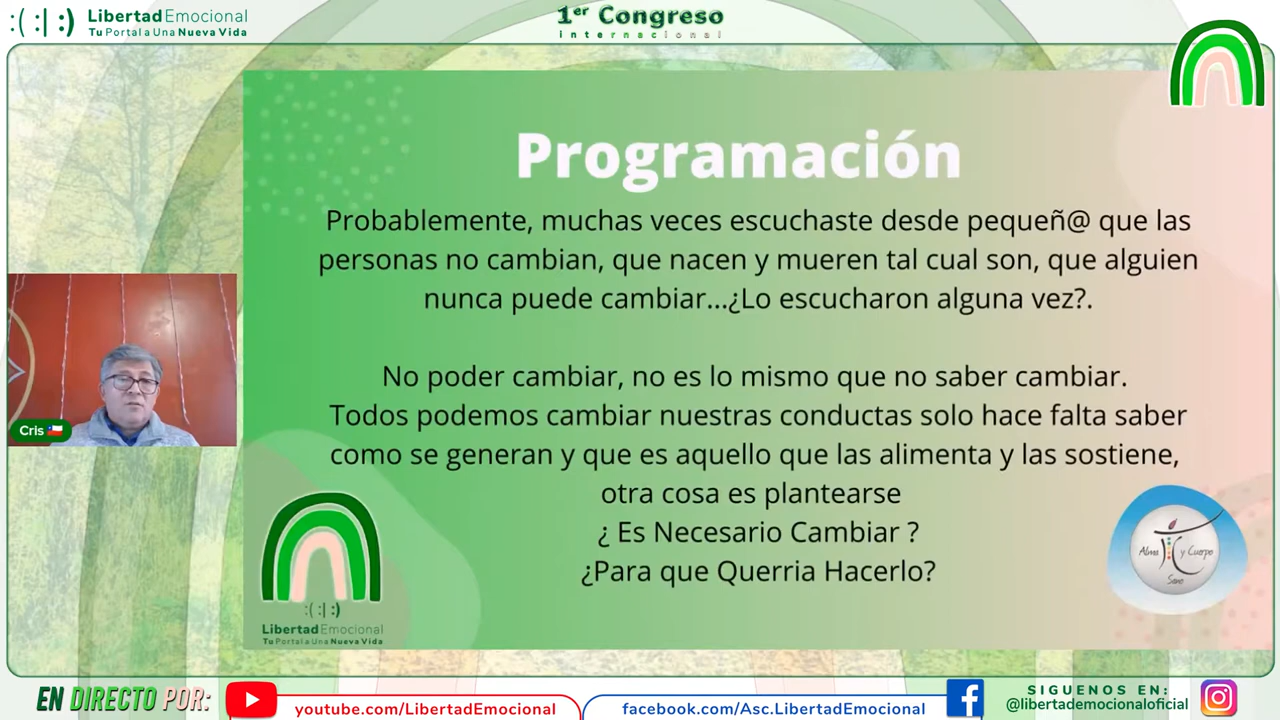 :( :| :) LibertadEmocional
Tu Portal a Una Nueva Vida
1er Congreso
internacional
Programación
Probablemente, muchas veces escuchaste desde pequeñ@ que las
personas no cambian, que nacen y mueren tal cual son, que alguien
nunca puede cambiar...¿Lo escucharon alguna vez?.
No poder cambiar, no es lo mismo que no saber cambiar.
Todos podemos cambiar nuestras conductas solo hace falta saber
como se generan y que es aquello que las alimenta y las sostiene,
otra cosa es plantearse
¿ Es Necesario Cambiar ?
¿Para que Querria Hacerlo?
Cris
:( :| :)
LibertadEmocional
Tu Portal a Una Nueva Vida
Alma y Cuerpo
Sano
EN DIRECTO POR:
youtube.com/LibertadEmocional
facebook.com/Asc.LibertadEmocional
SIGUENOS EN:
@libertademocionaloficial